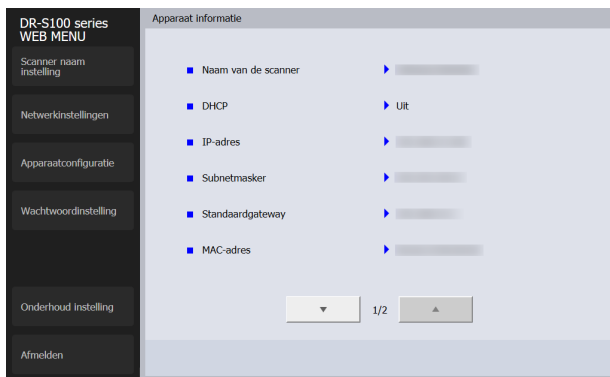 DR-S100 series
WEB MENU
Apparaat informatie
Scanner naam
instelling
Netwerkinstellingen
Apparaatconfiguratie
Wachtwoordinstelling
Onderhoud instelling
Afmelden
Naam van de scanner
DHCP
Uit
IP-adres
Subnetmasker
Standaardgateway
MAC-adres
1/2